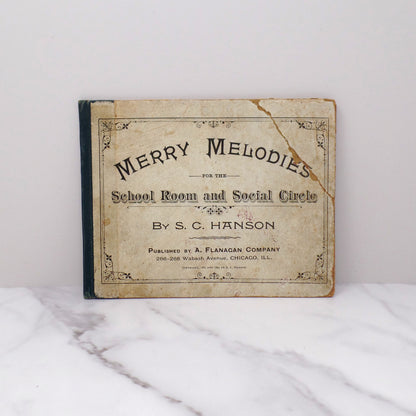 MERRY MELODIES
FOR THE
School Room and Social Circle
BY S. C. HANSON
PUBLISHED BY A. FLANAGAN COMPANY
266-268 Wabash Avenue, CHICAGO, ILL.